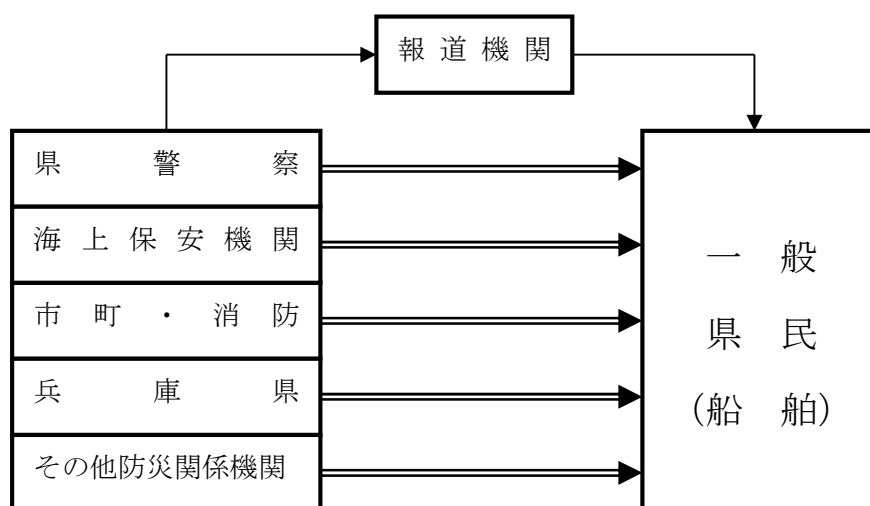 報道機関
県警察
海上保安機関
市町・消防
兵庫県
その他防災関係機関
一般
県民
(船舶)